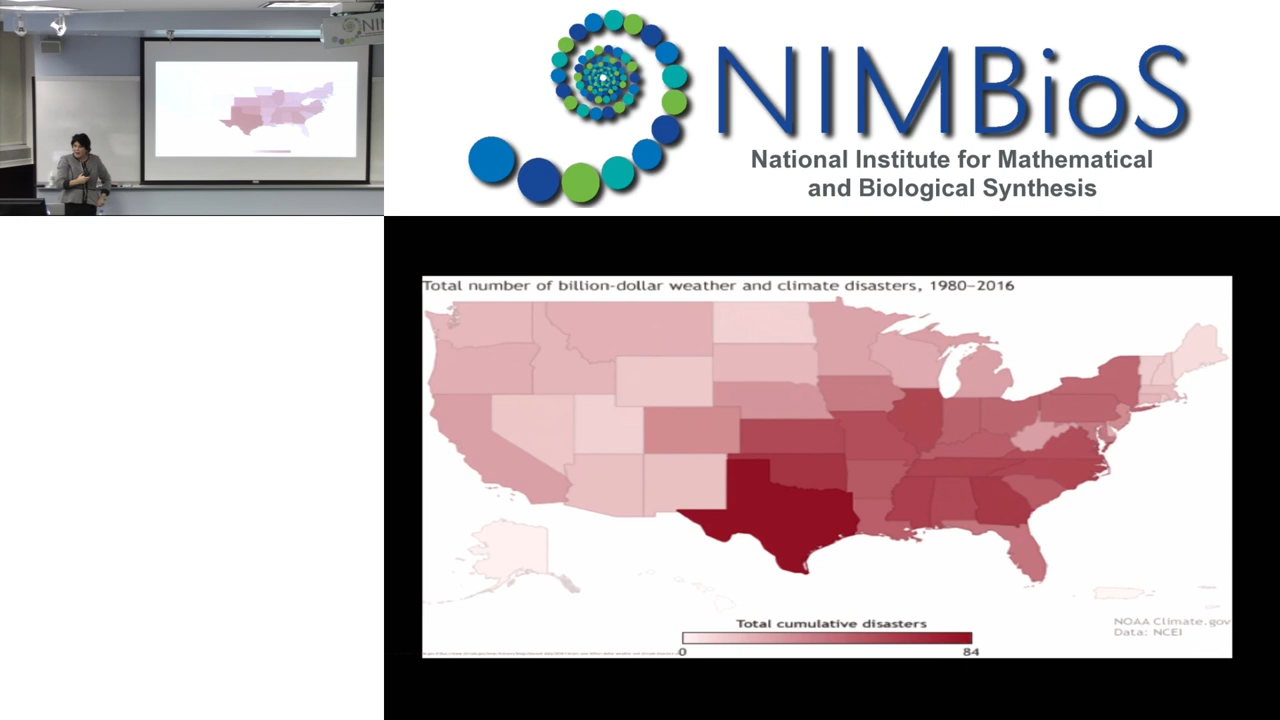 NIMBioS
National Institute for Mathematical
and Biological Synthesis
Total number of billion-dollar weather and climate disasters, 1980–2016
Total cumulative disasters
0
84
NOAA Climate.gov
Data: NCEI